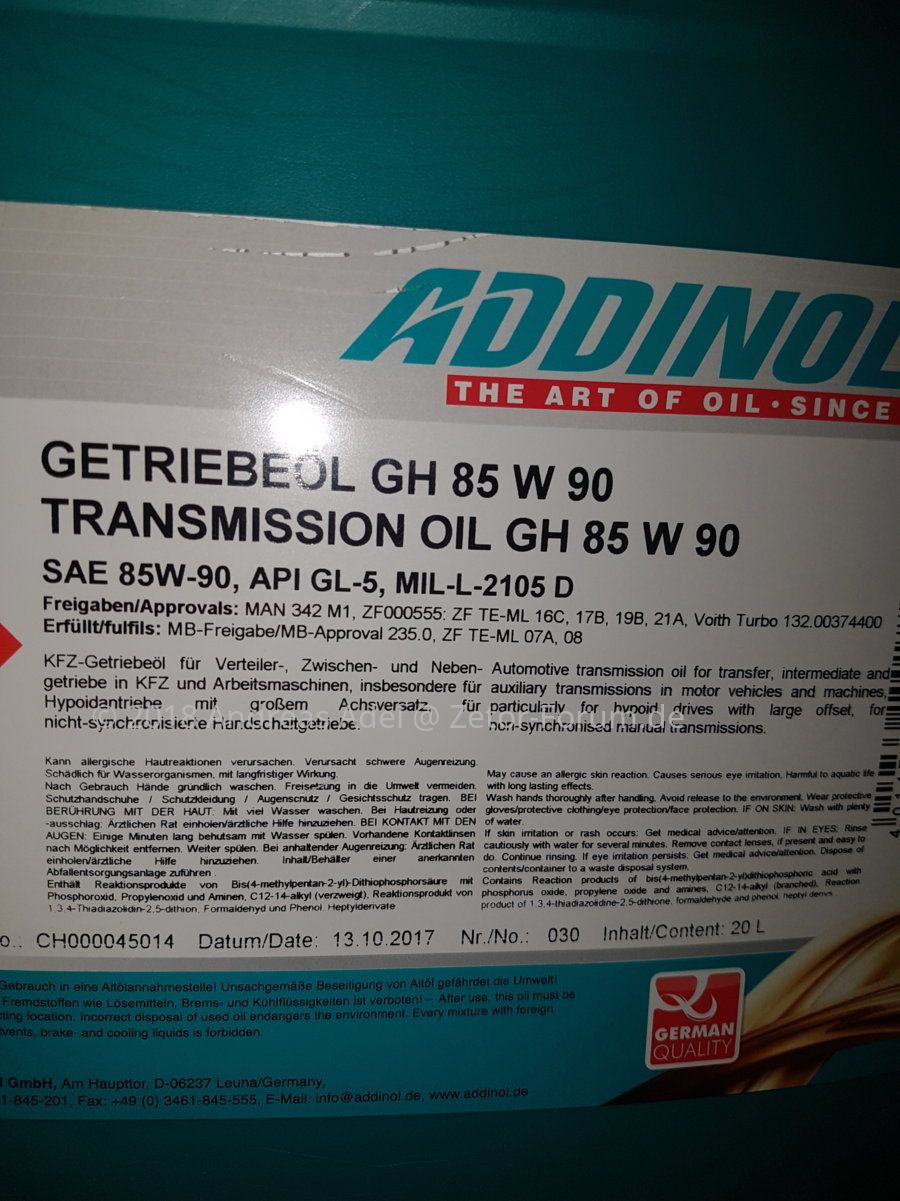 ADDINOL
THE ART OF OIL · SINCE
GETRIEBEÖL GH 85 W 90
TRANSMISSION OIL GH 85 W 90
SAE 85W-90, API GL-5, MIL-L-2105 D
Freigaben/Approvals: MAN 342 M1, ZF000555: ZF TE-ML 16C, 17B, 19B, 21A, Voith Turbo 132.00374400
Erfüllt/fulfils: MB-Freigabe/MB-Approval 235.0, ZF TE-ML 07A, 08
KFZ-Getriebeöl für Verteiler-, Zwischen- und Neben-
getriebe in KFZ und Arbeitsmaschinen, insbesondere für
Hypoidantriebe mit großem Achsversatz, für
nicht-synchronisierte Handschaltgetriebe.
Automotive transmission oil for transfer, intermediate and
auxiliary transmissions in motor vehicles and machines,
particularly for hypoid drives with large offset, for
non-synchronised manual transmissions.
© 2018 Andreas Adel @ Zetor-Forum.de
Kann allergische Hautreaktionen verursachen. Verursacht schwere Augenreizung.
Schädlich für Wasserorganismen, mit langfristiger Wirkung.
Nach Gebrauch Hände gründlich waschen. Freisetzung in die Umwelt vermeiden.
Schutzhandschuhe / Schutzkleidung / Augenschutz / Gesichtsschutz tragen. BEI
BERÜHRUNG MIT DER HAUT: Mit viel Wasser waschen. Bei Hautreizung oder
-ausschlag: Ärztlichen Rat einholen/ärztliche Hilfe hinzuziehen. BEI KONTAKT MIT DEN
AUGEN: Einige Minuten lang behutsam mit Wasser spülen. Vorhandene Kontaktlinsen
nach Möglichkeit entfernen. Weiter spülen. Bei anhaltender Augenreizung: Ärztlichen Rat
einholen/ärztliche Hilfe hinzuziehen. Inhalt/Behälter einer anerkannten
Abfallentsorgungsanlage zuführen.
Enthält Reaktionsprodukte von Bis(4-methylpentan-2-yl)-Dithiophosphorsäure mit
Phosphoroxid, Propylenoxid und Aminen, C12-14-alkyl (verzweigt), Reaktionsprodukt von
1,3,4-Thiadiazolidin-2,5-dithion, Formaldehyd und Phenol, Heptylderivate
May cause an allergic skin reaction. Causes serious eye irritation. Harmful to aquatic life
with long lasting effects.
Wash hands thoroughly after handling. Avoid release to the environment. Wear protective
gloves/protective clothing/eye protection/face protection. IF ON SKIN: Wash with plenty
of water.
If skin irritation or rash occurs: Get medical advice/attention. IF IN EYES: Rinse
cautiously with water for several minutes. Remove contact lenses, if present and easy to
do. Continue rinsing. If eye irritation persists: Get medical advice/attention. Dispose of
contents/container to a waste disposal system.
Contains Reaction products of bis(4-methylpentan-2-yl)dithiophosphoric acid with
phosphorus oxide, propylene oxide and amines, C12-14-alkyl (branched), Reaction
product of 1,3,4-thiadiazolidine-2,5-dithione, formaldehyde and phenol, heptyl derivs.
o.: CH000045014 Datum/Date: 13.10.2017 Nr./No.: 030 Inhalt/Content: 20 L
Gebrauch in eine Altölannahmestelle! Unsachgemäße Beseitigung von Altöl gefährdet die Umwelt!
Fremdstoffen wie Lösemitteln, Brems- und Kühlflüssigkeiten ist verboten! – After use, this oil must be
cling location. Incorrect disposal of used oil endangers the environment. Every mixture with foreign
vents, brake- and cooling liquids is forbidden.
GERMAN
QUALITY
GmbH, Am Haupttor, D-06237 Leuna/Germany,
1-845-201, Fax: +49 (0) 3461-845-555, E-Mail: info@addinol.de, www.addinol.de